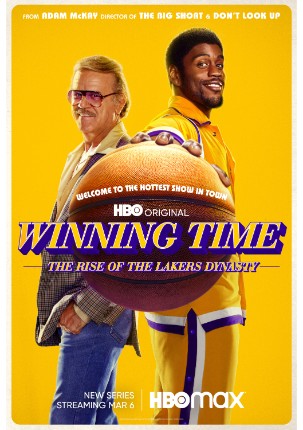 FROM ADAM McKAY DIRECTOR OF THE BIG SHORT & DON'T LOOK UP
WELCOME TO THE HOTTEST SHOW IN TOWN
HBO ORIGINAL
WINNING TIME
THE RISE OF THE LAKERS DYNASTY
NEW SERIES
STREAMING MAR 6
HBOmax